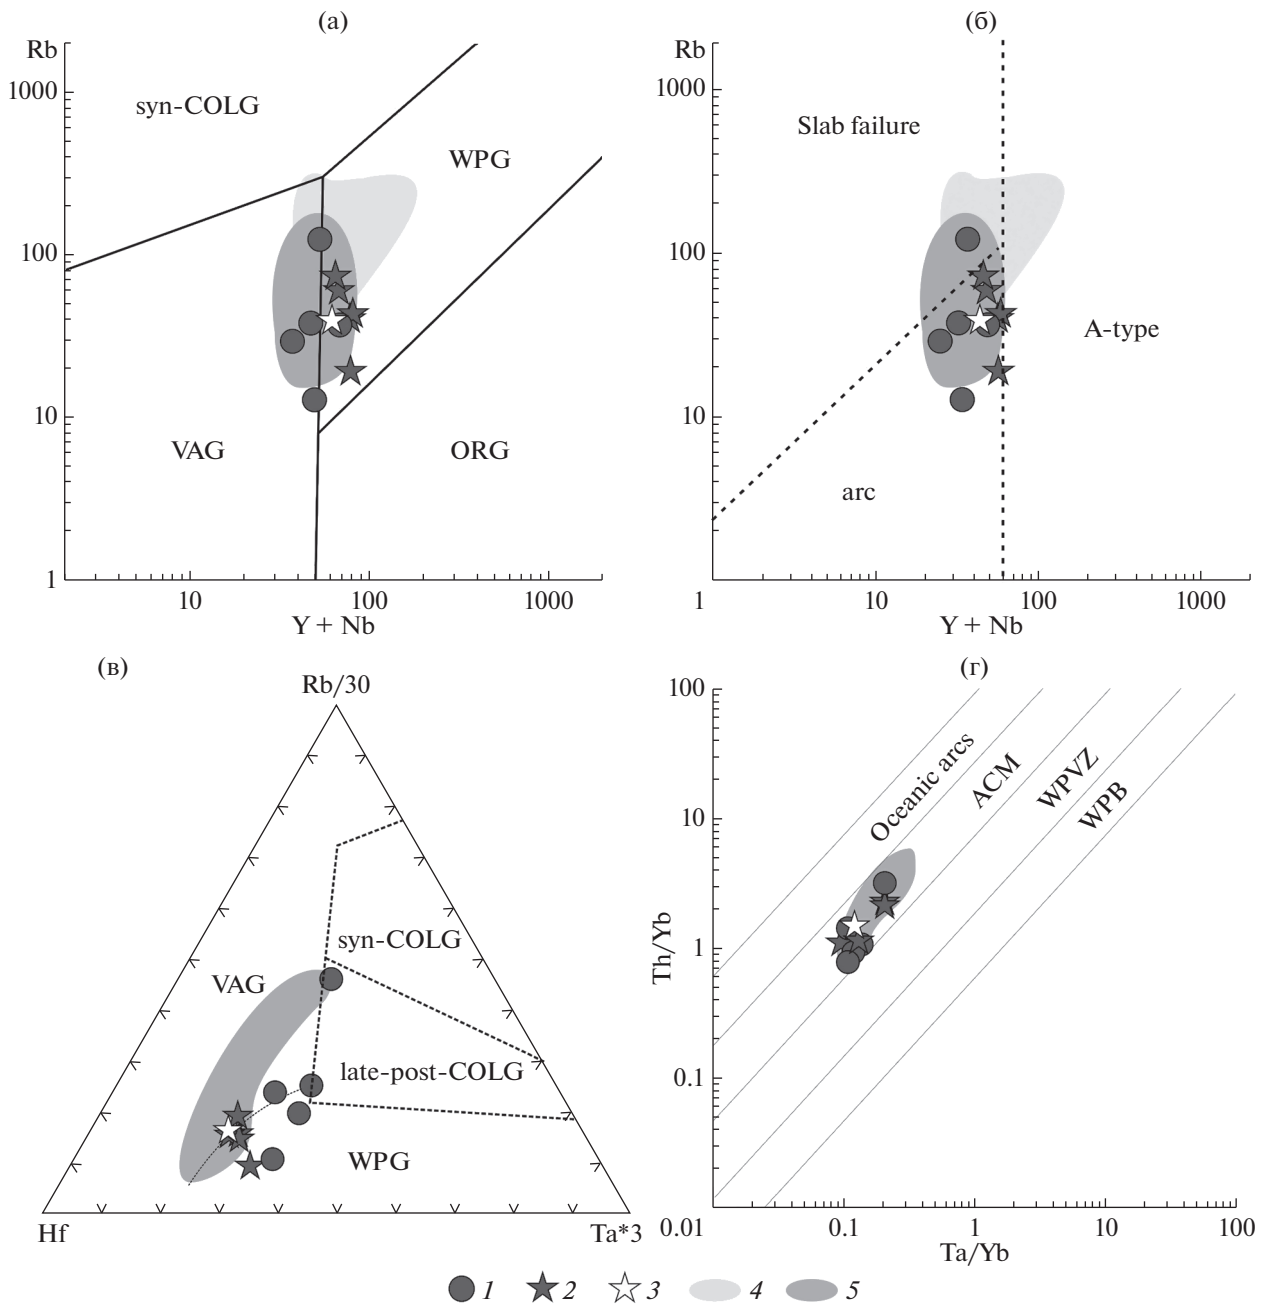 (а)
Rb
1000
100
10
1
syn-COLG
WPG
VAG
ORG
10
100
1000
Y + Nb
(б)
Rb
1000
100
10
1
Slab failure
A-type
arc
1
10
100
1000
Y + Nb
(в)
Rb/30
syn-COLG
VAG
late-post-COLG
WPG
Hf
Ta*3
(г)
100
10
1
0.1
0.01
Th/Yb
Oceanic arcs
ACM
WPVZ
WPB
0.1
1
10
100
Ta/Yb
1 2 3 4 5